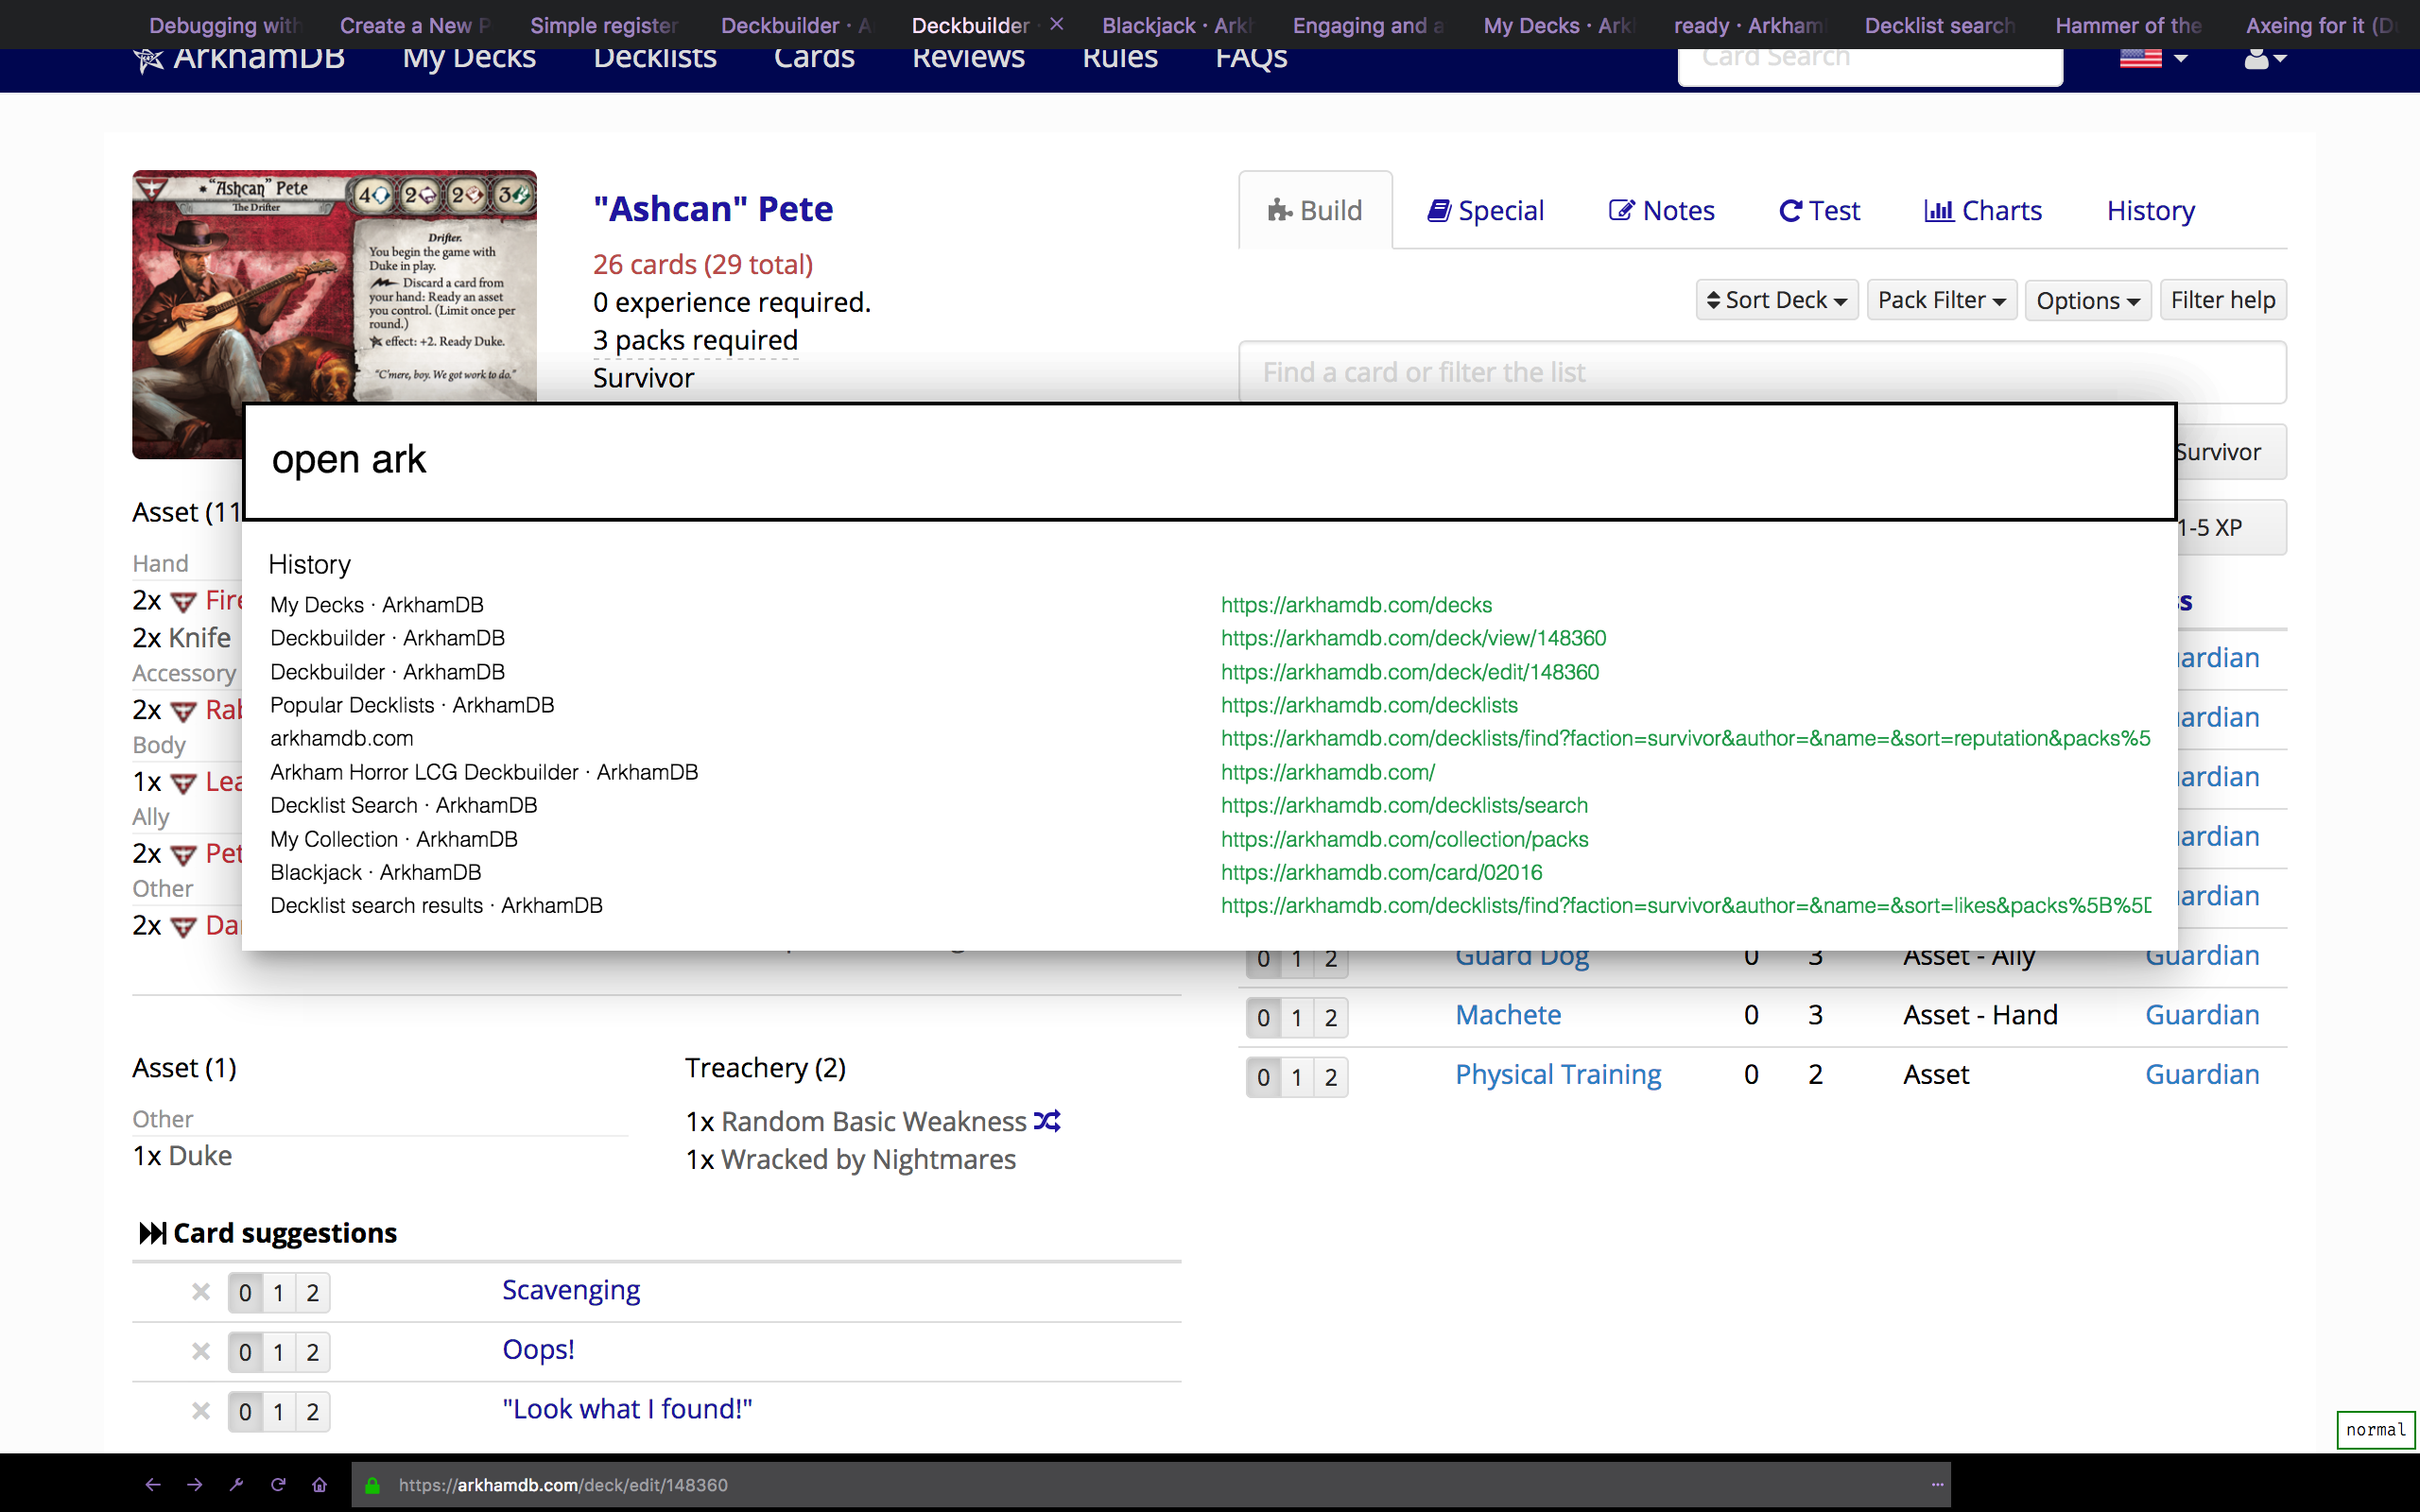 Debugging with
Create a New P
Simple register
Deckbuilder · A
Deckbuilder ·
Blackjack · Arkh
Engaging and a
My Decks · Ark
ready · Arkham
Decklist search
Hammer of the
Axeing for it (D
ArkhamDB My Decks Decklists Cards Reviews Rules FAQs Card Search
"Ashcan" Pete
The Drifter
4 2 2 3
Drifter.
You begin the game with
Duke in play.
Discard a card from
your hand: Ready an asset
you control. (Limit once per
round.)
effect: +2. Ready Duke.
"C'mere, boy. We got work to do."
"Ashcan" Pete
26 cards (29 total)
0 experience required.
3 packs required
Survivor
Build Special Notes Test Charts History
Sort Deck Pack Filter Options Filter help
Find a card or filter the list
Survivor
1-5 XP
open ark
History
My Decks · ArkhamDB https://arkhamdb.com/decks
Deckbuilder · ArkhamDB https://arkhamdb.com/deck/view/148360
Deckbuilder · ArkhamDB https://arkhamdb.com/deck/edit/148360
Popular Decklists · ArkhamDB https://arkhamdb.com/decklists
arkhamdb.com https://arkhamdb.com/decklists/find?faction=survivor&author=&name=&sort=reputation&packs%5
Arkham Horror LCG Deckbuilder · ArkhamDB https://arkhamdb.com/
Decklist Search · ArkhamDB https://arkhamdb.com/decklists/search
My Collection · ArkhamDB https://arkhamdb.com/collection/packs
Blackjack · ArkhamDB https://arkhamdb.com/card/02016
Decklist search results · ArkhamDB https://arkhamdb.com/decklists/find?faction=survivor&author=&name=&sort=likes&packs%5B%5D
Asset (11
Hand
2x Fire
2x Knife
Accessory
2x Rab
Body
1x Lea
Ally
2x Pet
Other
2x Da
s
ardian
ardian
ardian
ardian
ardian
0 1 2 Guard Dog 0 3 Asset - Ally Guardian
0 1 2 Machete 0 3 Asset - Hand Guardian
0 1 2 Physical Training 0 2 Asset Guardian
Asset (1)
Other
1x Duke
Treachery (2)
1x Random Basic Weakness
1x Wracked by Nightmares
Card suggestions
0 1 2 Scavenging
0 1 2 Oops!
0 1 2 "Look what I found!"
normal
https://arkhamdb.com/deck/edit/148360